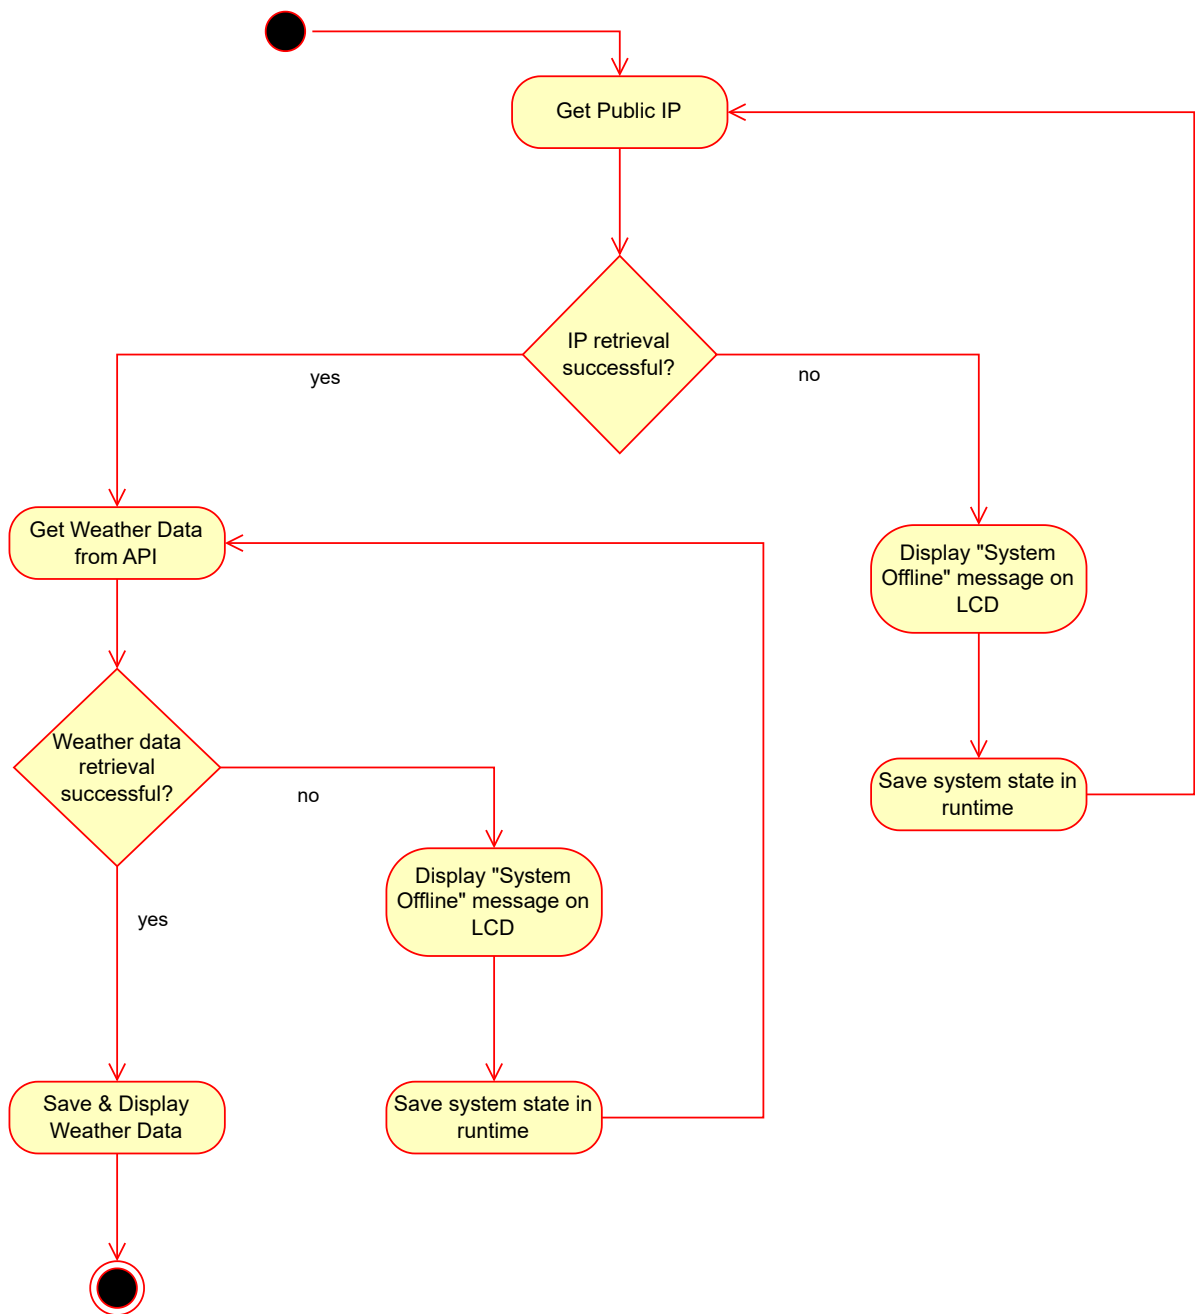 Get Public IP
IP retrieval
successful?
yes
no
Get Weather Data
from API
Display "System
Offline" message on
LCD
Weather data
retrieval
successful?
no
Save system state in
runtime
Display "System
Offline" message on
LCD
yes
Save & Display
Weather Data
Save system state in
runtime